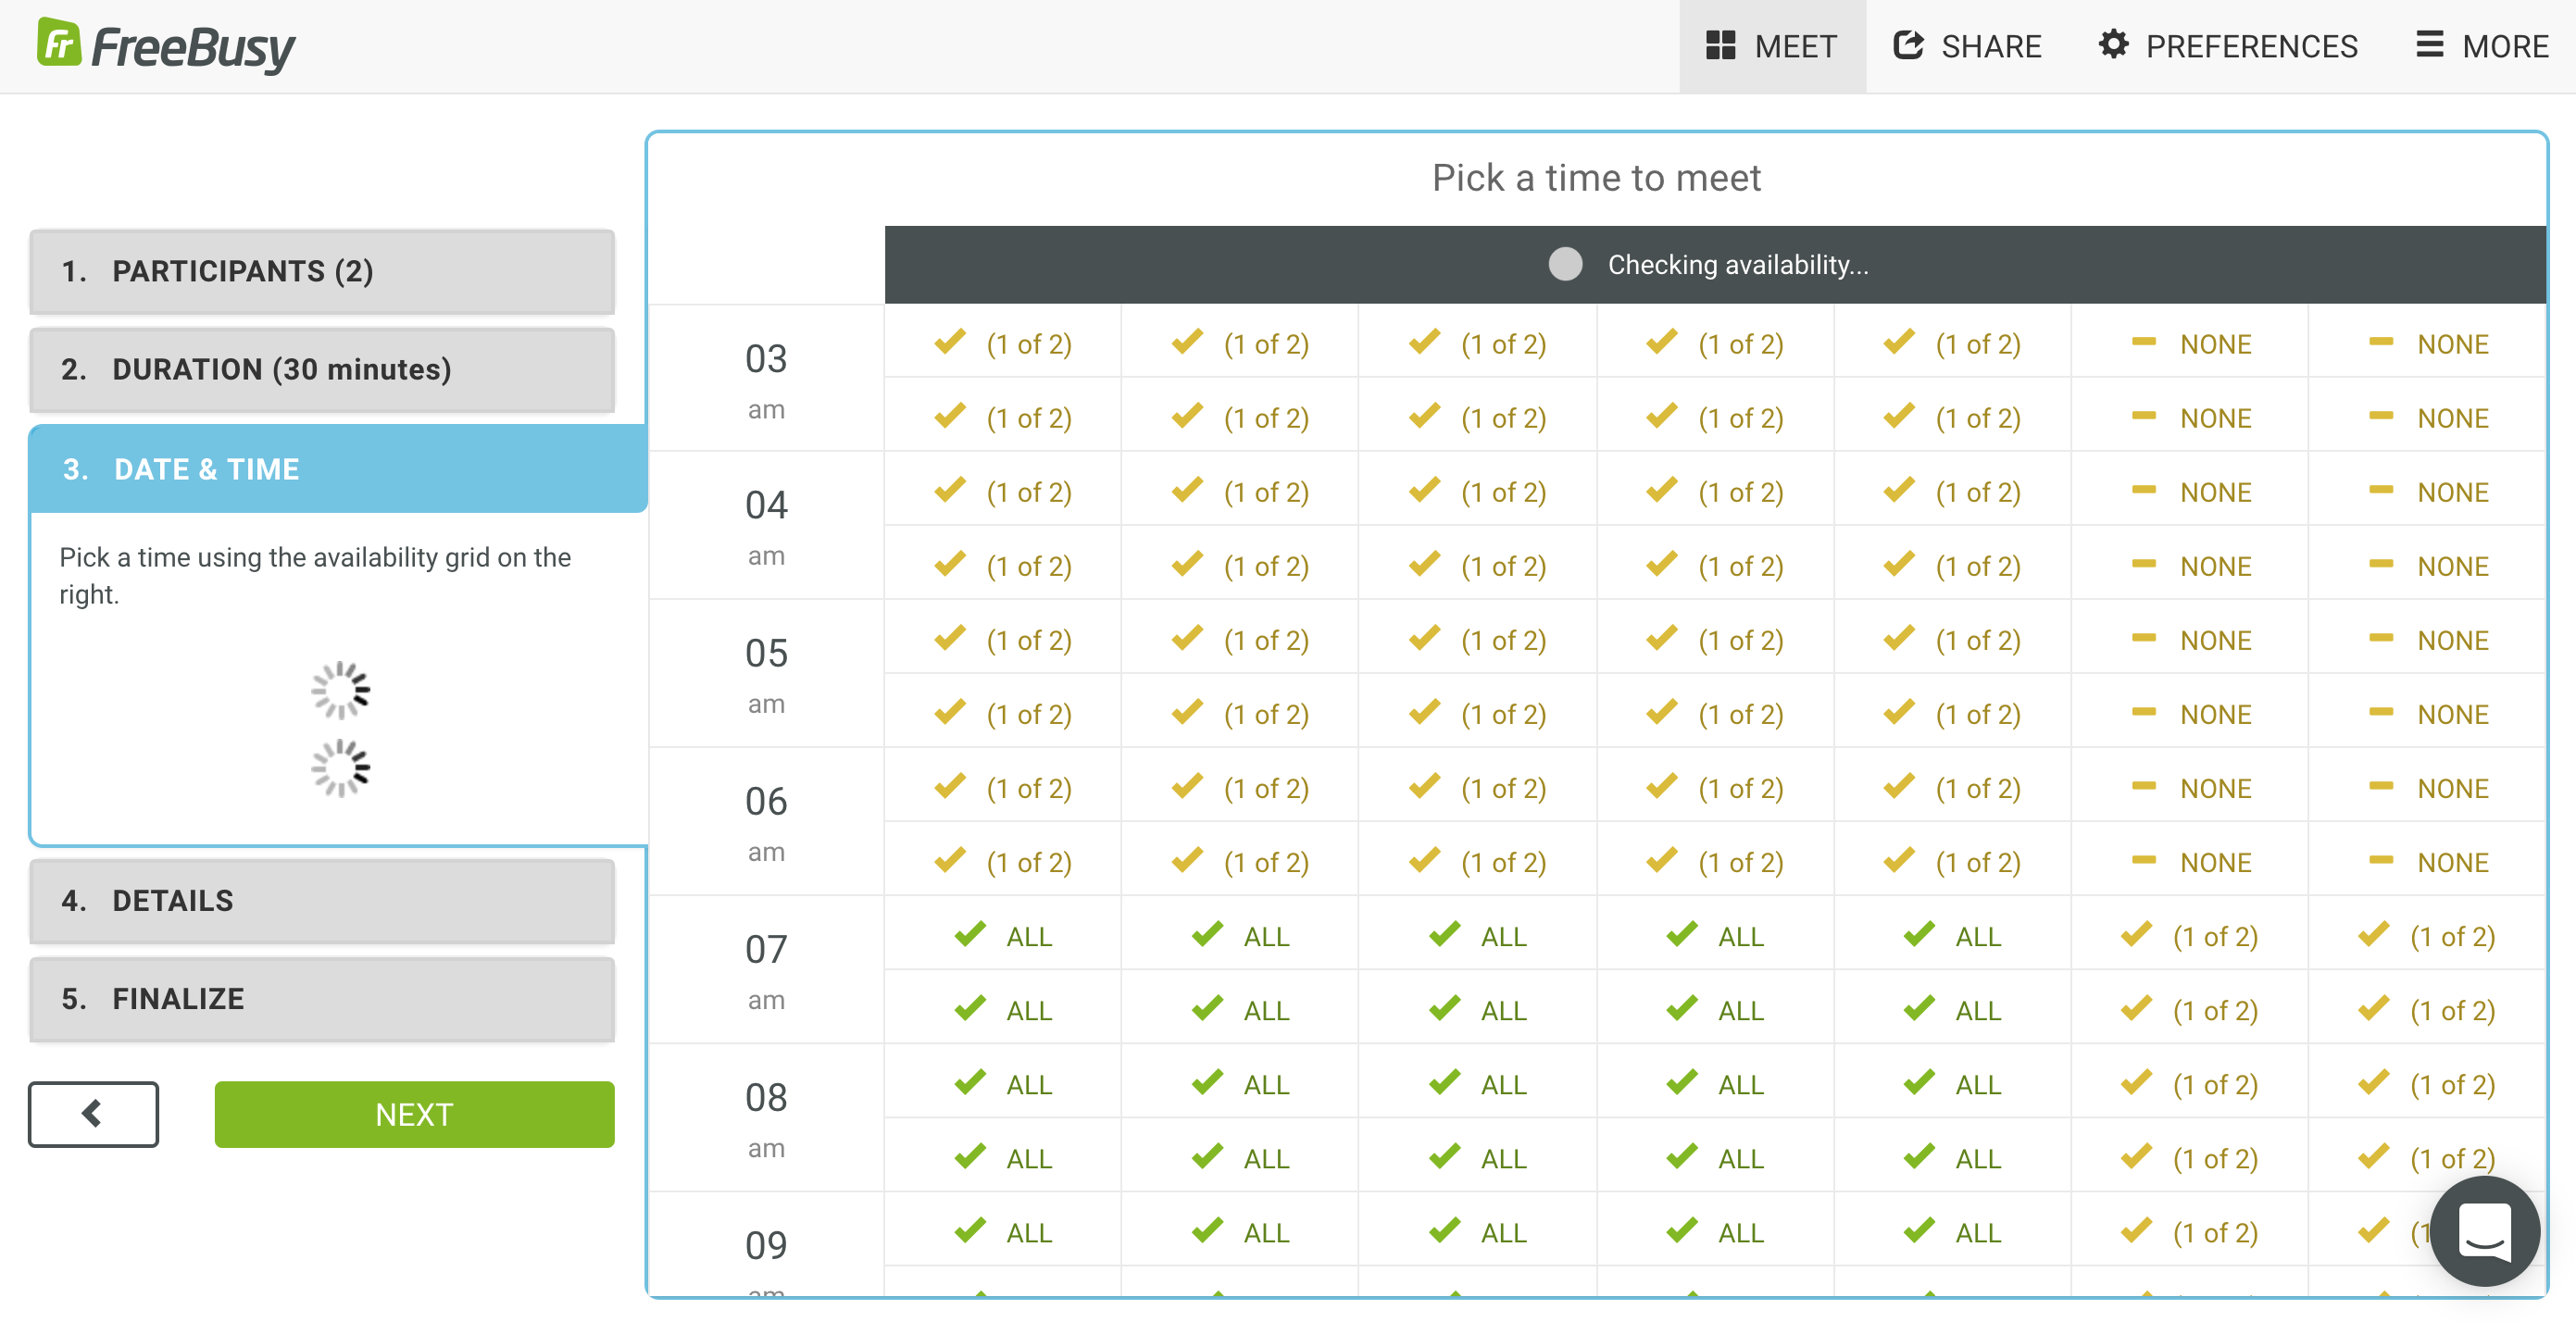 Fr FreeBusy
MEET SHARE PREFERENCES MORE
1. PARTICIPANTS (2)
2. DURATION (30 minutes)
3. DATE & TIME
Pick a time using the availability grid on the
right.
4. DETAILS
5. FINALIZE
NEXT
Pick a time to meet
Checking availability...
03 am
(1 of 2) (1 of 2) (1 of 2) (1 of 2) (1 of 2) NONE NONE
(1 of 2) (1 of 2) (1 of 2) (1 of 2) (1 of 2) NONE NONE
04 am
(1 of 2) (1 of 2) (1 of 2) (1 of 2) (1 of 2) NONE NONE
(1 of 2) (1 of 2) (1 of 2) (1 of 2) (1 of 2) NONE NONE
05 am
(1 of 2) (1 of 2) (1 of 2) (1 of 2) (1 of 2) NONE NONE
(1 of 2) (1 of 2) (1 of 2) (1 of 2) (1 of 2) NONE NONE
06 am
(1 of 2) (1 of 2) (1 of 2) (1 of 2) (1 of 2) NONE NONE
(1 of 2) (1 of 2) (1 of 2) (1 of 2) (1 of 2) NONE NONE
07 am
ALL ALL ALL ALL ALL (1 of 2) (1 of 2)
ALL ALL ALL ALL ALL (1 of 2) (1 of 2)
08 am
ALL ALL ALL ALL ALL (1 of 2) (1 of 2)
ALL ALL ALL ALL ALL (1 of 2) (1 of 2)
09 am
ALL ALL ALL ALL ALL (1 of 2) (1